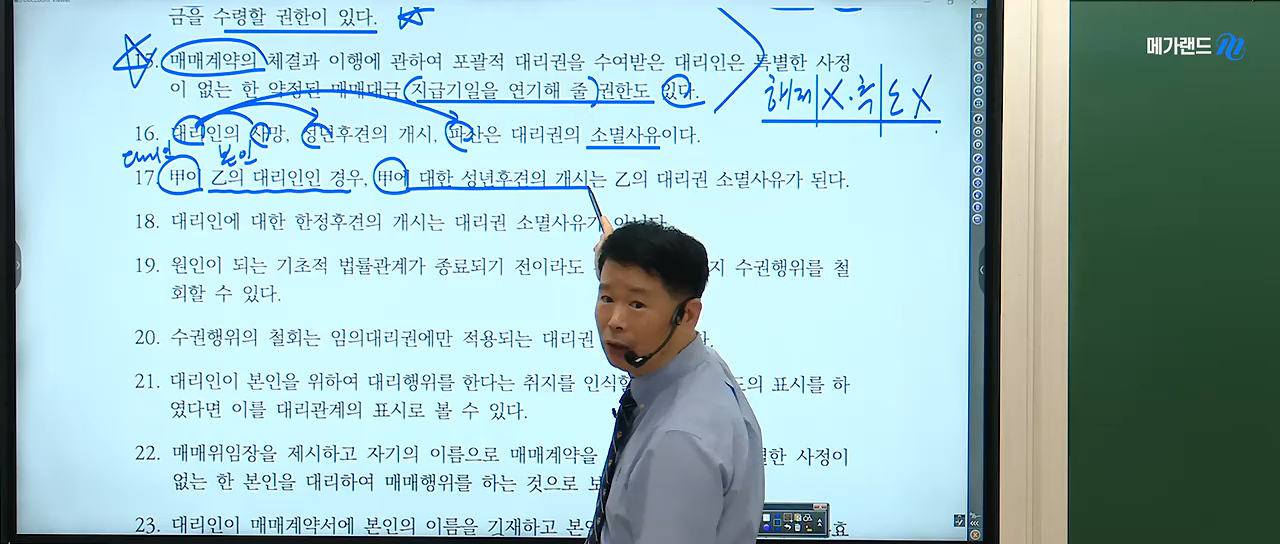 금을 수령할 권한이 있다.
메가랜드
15. 매매계약의 체결과 이행에 관하여 포괄적 대리권을 수여받은 대리인은 특별한 사정
이 없는 한 약정된 매매대금 지급기일을 연기해 줄 권한도 있다.
해제 X·취소 X
16. 대리인의 사망, 성년후견의 개시, 파산은 대리권의 소멸사유이다.
대리인 본인
17. 甲이 乙의 대리인인 경우, 甲에 대한 성년후견의 개시는 乙의 대리권 소멸사유가 된다.
18. 대리인에 대한 한정후견의 개시는 대리권 소멸사유가 아니다.
19. 원인이 되는 기초적 법률관계가 종료되기 전이라도 수권행위를 철
회할 수 있다.
20. 수권행위의 철회는 임의대리권에만 적용되는 대리권
21. 대리인이 본인을 위하여 대리행위를 한다는 취지를 인식할 표시를 하
였다면 이를 대리관계의 표시로 볼 수 있다.
22. 매매위임장을 제시하고 자기의 이름으로 매매계약을 사정이
없는 한 본인을 대리하여 매매행위를 하는 것으로
23. 대리인이 매매계약서에 본인의 이름을 기재하고